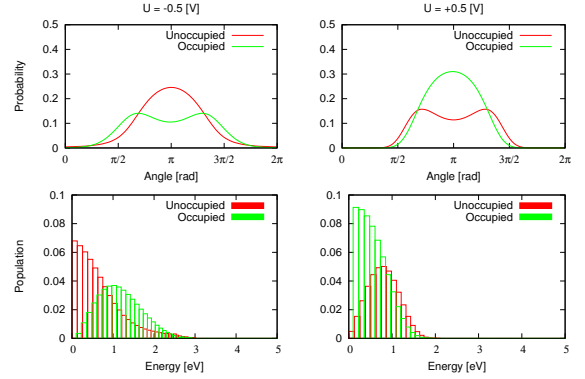 U = -0.5 [V]
U = +0.5 [V]
Probability
0.5
0.4
0.3
0.2
0.1
0
Unoccupied
Occupied
0 π/2 π 3π/2 2π
Angle [rad]
0.5
0.4
0.3
0.2
0.1
0
Unoccupied
Occupied
0 π/2 π 3π/2 2π
Angle [rad]
Population
0.1
0.08
0.06
0.04
0.02
0
Unoccupied
Occupied
0 1 2 3 4 5
Energy [eV]
0.1
0.08
0.06
0.04
0.02
0
Unoccupied
Occupied
0 1 2 3 4 5
Energy [eV]